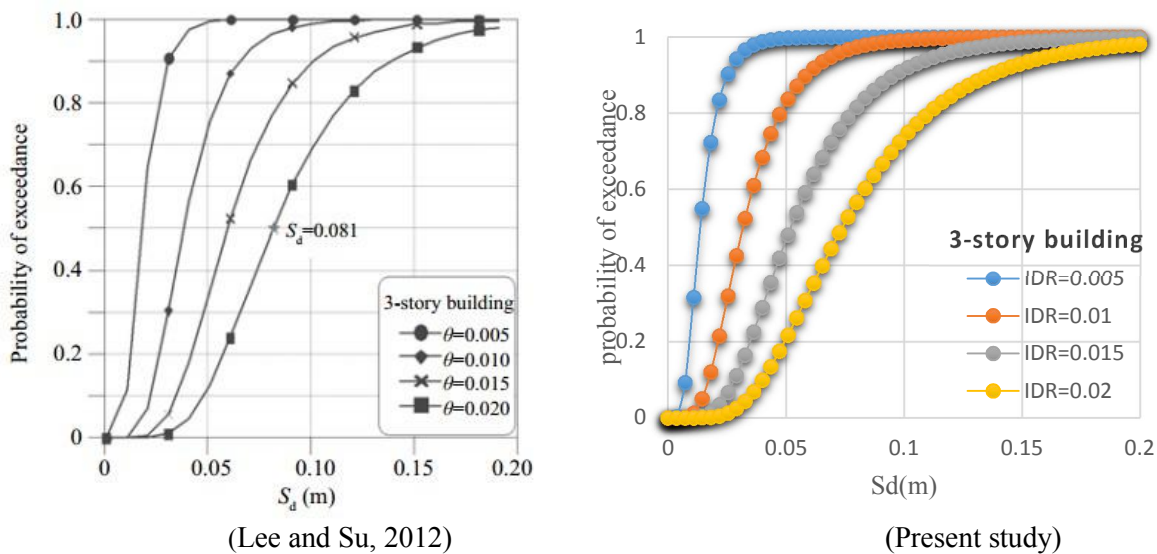 Probability of exceedance
1.0
0.8
0.6
0.4
0.2
0
S_d=0.081
3-story building
θ=0.005
θ=0.010
θ=0.015
θ=0.020
0 0.05 0.10 0.15 0.20
S_d (m)
(Lee and Su, 2012)
probability of exceedance
1
0.8
0.6
0.4
0.2
0
3-story building
IDR=0.005
IDR=0.01
IDR=0.015
IDR=0.02
0 0.05 0.1 0.15 0.2
Sd(m)
(Present study)